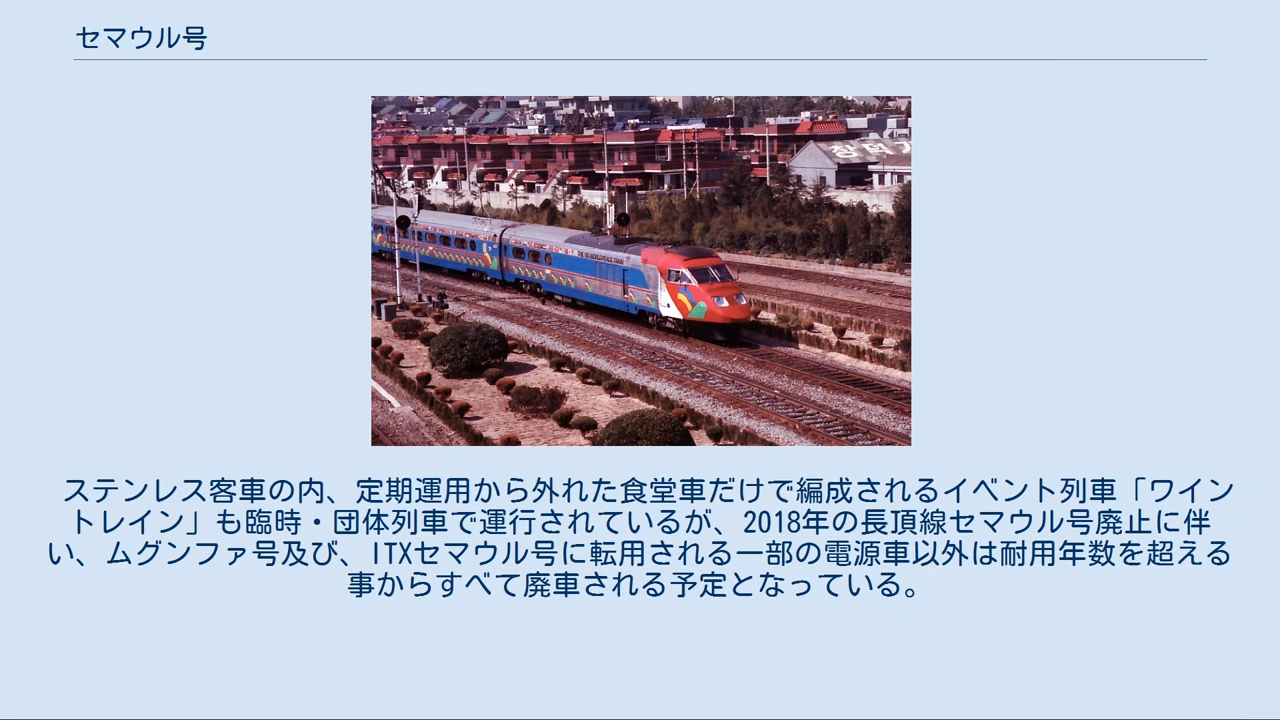 セマウル号
ステンレス客車の内、定期運用から外れた食堂車だけで編成されるイベント列車「ワイン
トレイン」も臨時・団体列車で運行されているが、2018年の長頂線セマウル号廃止に伴
い、ムグンファ号及び、ITXセマウル号に転用される一部の電源車以外は耐用年数を超える
事からすべて廃車される予定となっている。